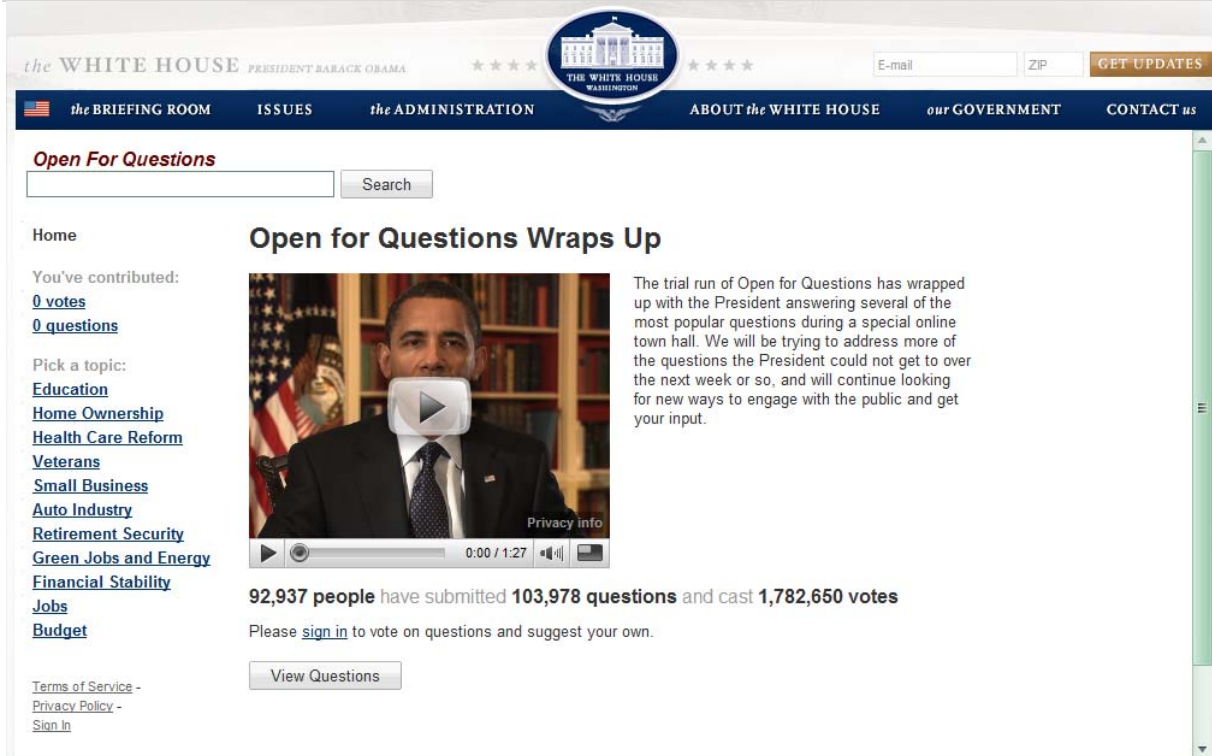 the WHITE HOUSE PRESIDENT BARACK OBAMA
THE WHITE HOUSE
WASHINGTON
E-mail
ZIP
GET UPDATES
the BRIEFING ROOM
ISSUES
the ADMINISTRATION
ABOUT the WHITE HOUSE
our GOVERNMENT
CONTACT us
Open For Questions
Search
Home
You've contributed:
0 votes
0 questions
Pick a topic:
Education
Home Ownership
Health Care Reform
Veterans
Small Business
Auto Industry
Retirement Security
Green Jobs and Energy
Financial Stability
Jobs
Budget
Terms of Service -
Privacy Policy -
Sign In
Open for Questions Wraps Up
Privacy info
0:00 / 1:27
The trial run of Open for Questions has wrapped
up with the President answering several of the
most popular questions during a special online
town hall. We will be trying to address more of
the questions the President could not get to over
the next week or so, and will continue looking
for new ways to engage with the public and get
your input.
92,937 people have submitted 103,978 questions and cast 1,782,650 votes
Please sign in to vote on questions and suggest your own.
View Questions